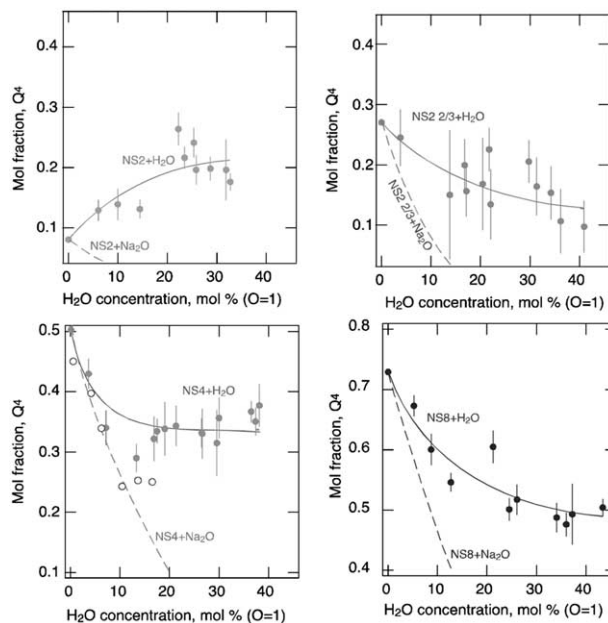 Mol fraction, Q⁴
0.4
0.3
0.2
0.1
NS2+H₂O
NS2+Na₂O
0 10 20 30 40
H₂O concentration, mol % (O=1)
Mol fraction, Q⁴
0.4
0.3
0.2
0.1
NS2 2/3+H₂O
NS2 2/3+Na₂O
0 10 20 30 40
H₂O concentration, mol % (O=1)
Mol fraction, Q⁴
0.5
0.4
0.3
0.2
0.1
NS4+H₂O
NS4+Na₂O
0 10 20 30 40
H₂O concentration, mol % (O=1)
Mol fraction, Q⁴
0.8
0.7
0.6
0.5
0.4
NS8+H₂O
NS8+Na₂O
0 10 20 30 40
H₂O concentration, mol % (O=1)